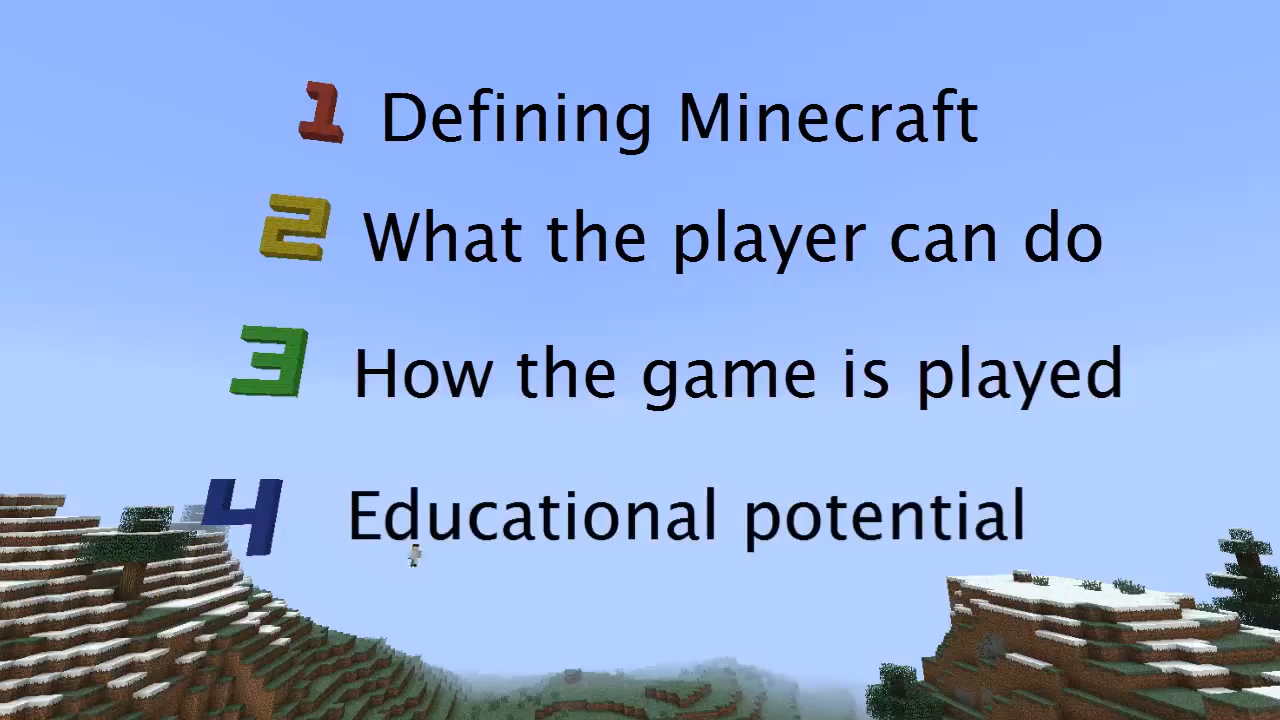 1 Defining Minecraft
2 What the player can do
3 How the game is played
4 Educational potential